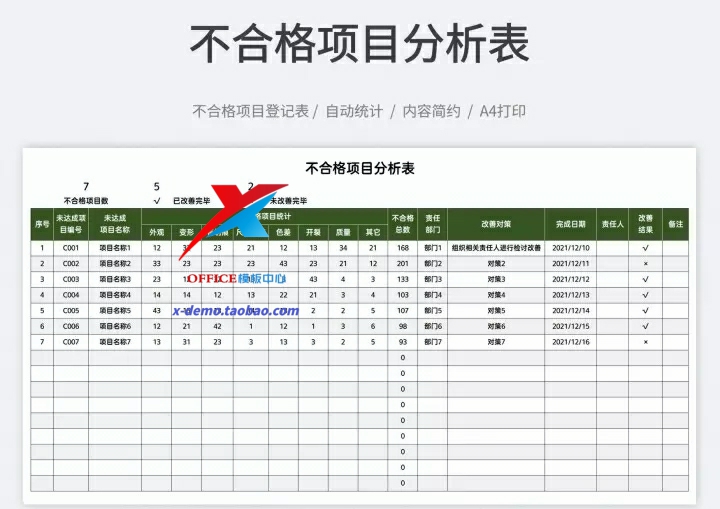 不合格项目分析表
不合格项目登记表 / 自动统计 / 内容简约 / A4打印
不合格项目分析表
7 5 2
不合格项目数 √ 已改善完毕 未改善完毕
序号 未达成项目编号 未达成项目名称 格项目统计 不合格总数 责任部门 改善对策 完成日期 责任人 改善结果 备注
外观 变形 色差 开裂 质量 其它
1 C001 项目名称1 12 23 21 12 13 34 21 168 部门1 组织相关责任人进行检讨改善 2021/12/10 √
2 C002 项目名称2 33 23 23 23 43 23 21 12 201 部门2 对策2 2021/12/11 ×
3 C003 项目名称3 23 43 4 3 133 部门3 对策3 2021/12/12 √
OFFICE模板中心
4 C004 项目名称4 14 14 12 13 22 21 3 4 103 部门4 对策4 2021/12/13 √
5 C005 项目名称5 43 2 2 5 107 部门5 对策5 2021/12/14 √
x-demo.taobao.com
6 C006 项目名称6 12 21 42 1 12 1 3 6 98 部门6 对策6 2021/12/15 √
7 C007 项目名称7 13 31 23 3 13 3 2 5 93 部门7 对策7 2021/12/16 ×
0
0
0
0
0
0
0
0
0